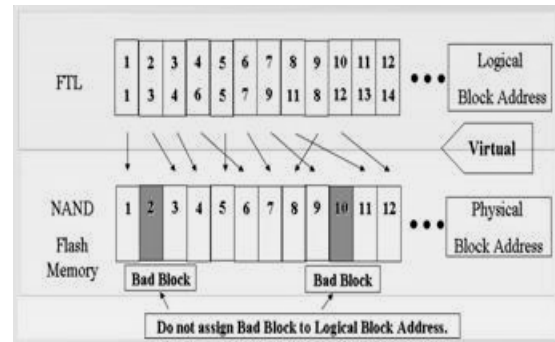 1 2 3 4 5 6 7 8 9 10 11 12
Logical
FTL
1 3 4 6 5 7 9 11 8 12 13 14
Block Address
Virtual
NAND
1 2 3 4 5 6 7 8 9 10 11 12
Physical
Flash
Block Address
Memory
Bad Block
Bad Block
Do not assign Bad Block to Logical Block Address.